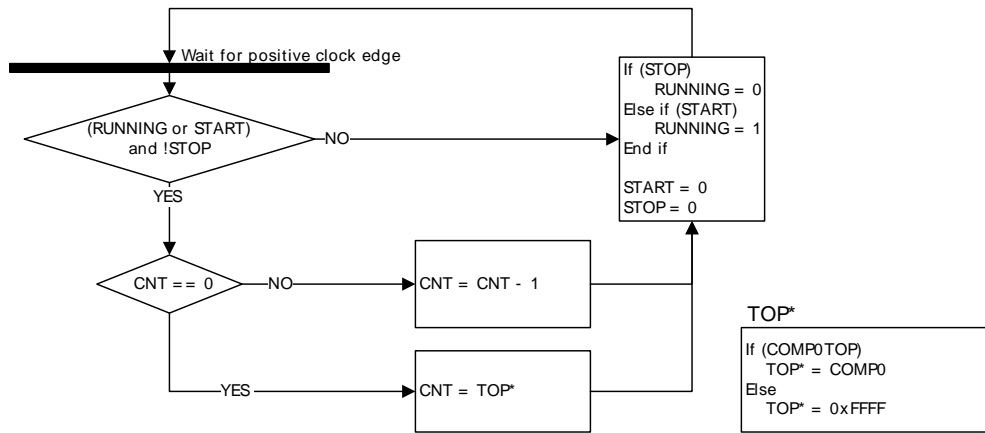 Wait for positive clock edge
If (STOP)
RUNNING = 0
Else if (START)
RUNNING = 1
End if
START = 0
STOP = 0
(RUNNING or START)
and !STOP
NO
YES
CNT == 0
NO
CNT = CNT - 1
YES
CNT = TOP*
TOP*
If (COMP0TOP)
TOP* = COMP0
Else
TOP* = 0xFFFF